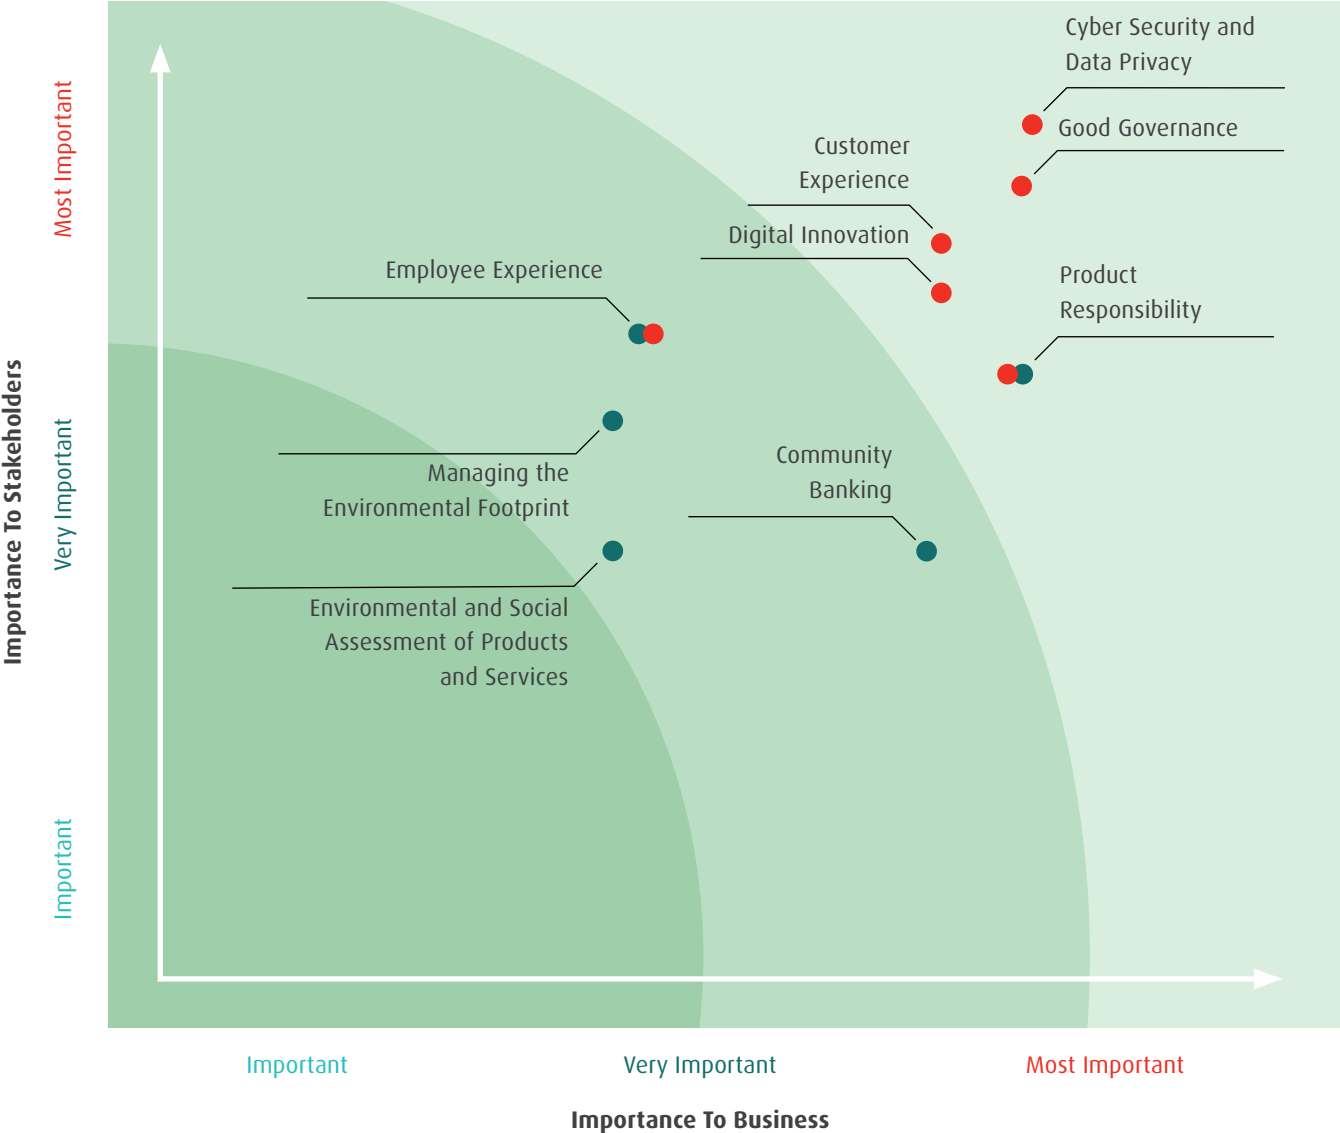 Cyber Security and
Data Privacy
Good Governance
Customer
Experience
Digital Innovation
Employee Experience
Product
Responsibility
Managing the
Environmental Footprint
Community
Banking
Environmental and Social
Assessment of Products
and Services
Importance To Stakeholders
Most Important
Very Important
Important
Important
Very Important
Most Important
Importance To Business